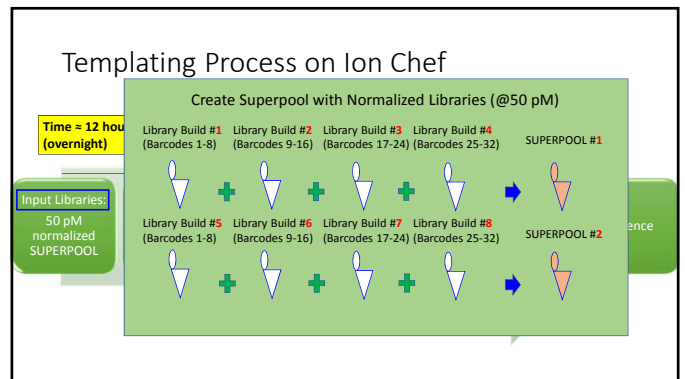 Templating Process on Ion Chef
Create Superpool with Normalized Libraries (@50 pM)
Time ≈ 12 hou
(overnight)
Library Build #1 Library Build #2 Library Build #3 Library Build #4
(Barcodes 1-8) (Barcodes 9-16) (Barcodes 17-24) (Barcodes 25-32)
SUPERPOOL #1
Input Libraries:
50 pM
normalized
SUPERPOOL
Library Build #5 Library Build #6 Library Build #7 Library Build #8
(Barcodes 1-8) (Barcodes 9-16) (Barcodes 17-24) (Barcodes 25-32)
SUPERPOOL #2
ence